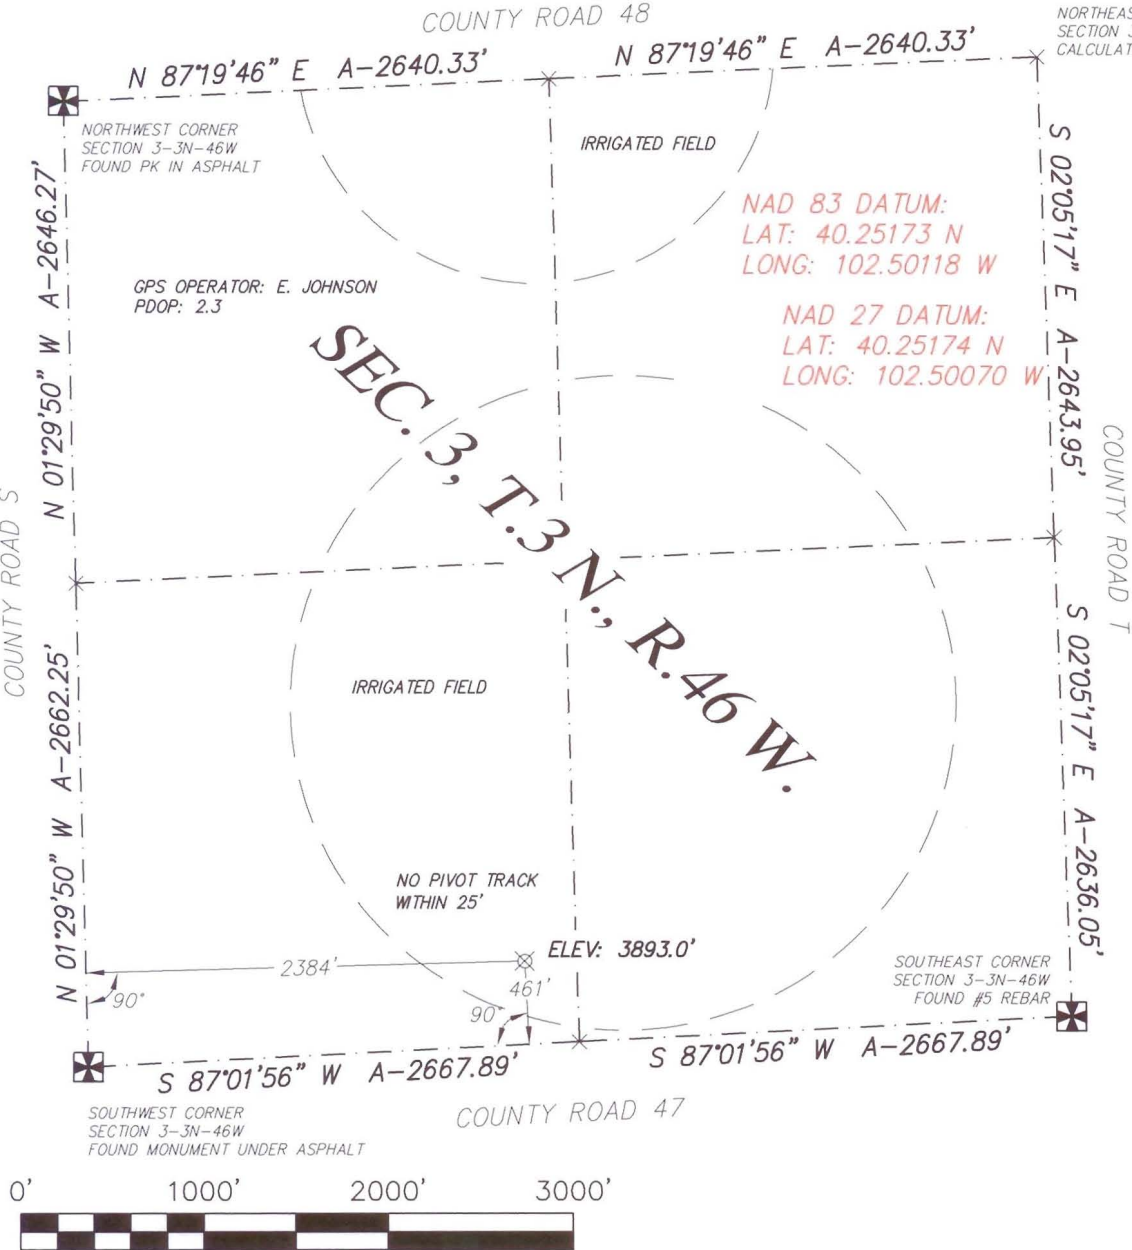 COUNTY ROAD 48
NORTHEAS
SECTION 3
CALCULAT
N 87°19'46" E A-2640.33'
N 87°19'46" E A-2640.33'
NORTHWEST CORNER
SECTION 3-3N-46W
FOUND PK IN ASPHALT
IRRIGATED FIELD
S 02°05'17" E A-2643.95'
N 01°29'50" W A-2646.27'
NAD 83 DATUM:
LAT: 40.25173 N
LONG: 102.50118 W
GPS OPERATOR: E. JOHNSON
PDOP: 2.3
NAD 27 DATUM:
LAT: 40.25174 N
LONG: 102.50070 W
SEC. 3, T.3 N., R.46 W.
COUNTY ROAD S
COUNTY ROAD T
N 01°29'50" W A-2662.25'
S 02°05'17" E A-2636.05'
IRRIGATED FIELD
NO PIVOT TRACK
WITHIN 25'
ELEV: 3893.0'
2384'
461'
90°
90°
SOUTHEAST CORNER
SECTION 3-3N-46W
FOUND #5 REBAR
S 87°01'56" W A-2667.89'
S 87°01'56" W A-2667.89'
SOUTHWEST CORNER
SECTION 3-3N-46W
FOUND MONUMENT UNDER ASPHALT
COUNTY ROAD 47
0' 1000' 2000' 3000'